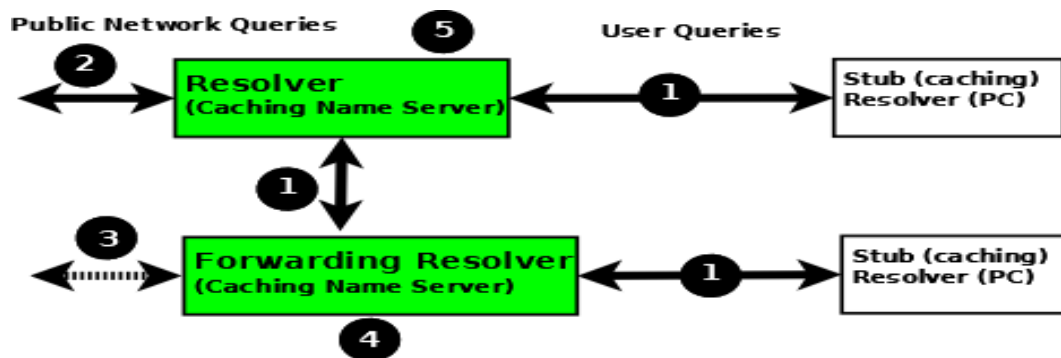 Public Network Queries
5
User Queries
2
Resolver
(Caching Name Server)
1
Stub (caching)
Resolver (PC)
1
3
Forwarding Resolver
(Caching Name Server)
1
Stub (caching)
Resolver (PC)
4